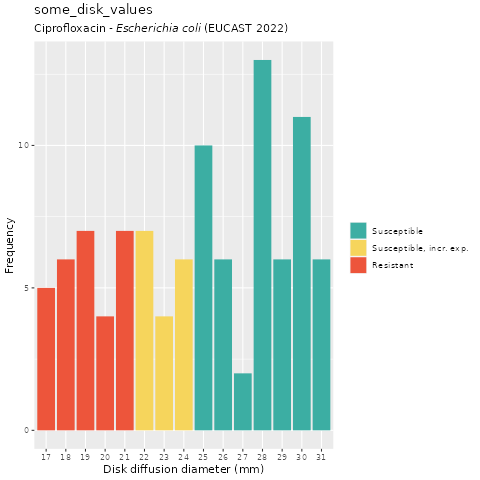 some_disk_values
Ciprofloxacin - Escherichia coli (EUCAST 2022)
Frequency
10
5
0
17 18 19 20 21 22 23 24 25 26 27 28 29 30 31
Disk diffusion diameter (mm)
Susceptible
Susceptible, incr. exp.
Resistant